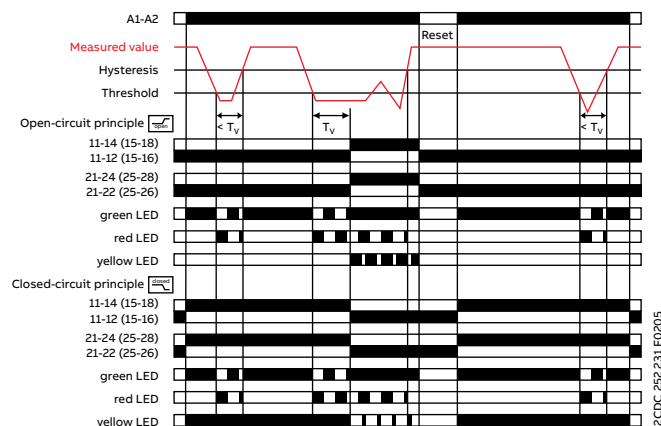 A1-A2
Reset
Measured value
Hysteresis
Threshold
Open-circuit principle open
< Tv Tv < Tv
11-14 (15-18)
11-12 (15-16)
21-24 (25-28)
21-22 (25-26)
green LED
red LED
yellow LED
Closed-circuit principle closed
11-14 (15-18)
11-12 (15-16)
21-24 (25-28)
21-22 (25-26)
green LED
red LED
yellow LED
2CDC 252 231 F0205